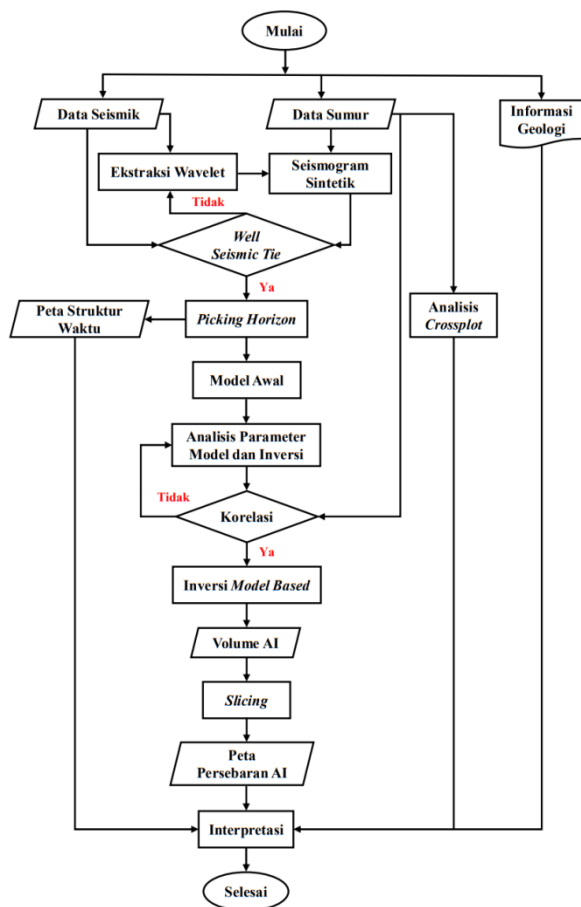 Mulai
Data Seismik
Data Sumur
Informasi
Geologi
Ekstraksi Wavelet
Seismogram
Sintetik
Tidak
Well
Seismic Tie
Ya
Peta Struktur
Waktu
Picking Horizon
Analisis
Crossplot
Model Awal
Analisis Parameter
Model dan Inversi
Tidak
Korelasi
Ya
Inversi Model Based
Volume AI
Slicing
Peta
Persebaran AI
Interpretasi
Selesai